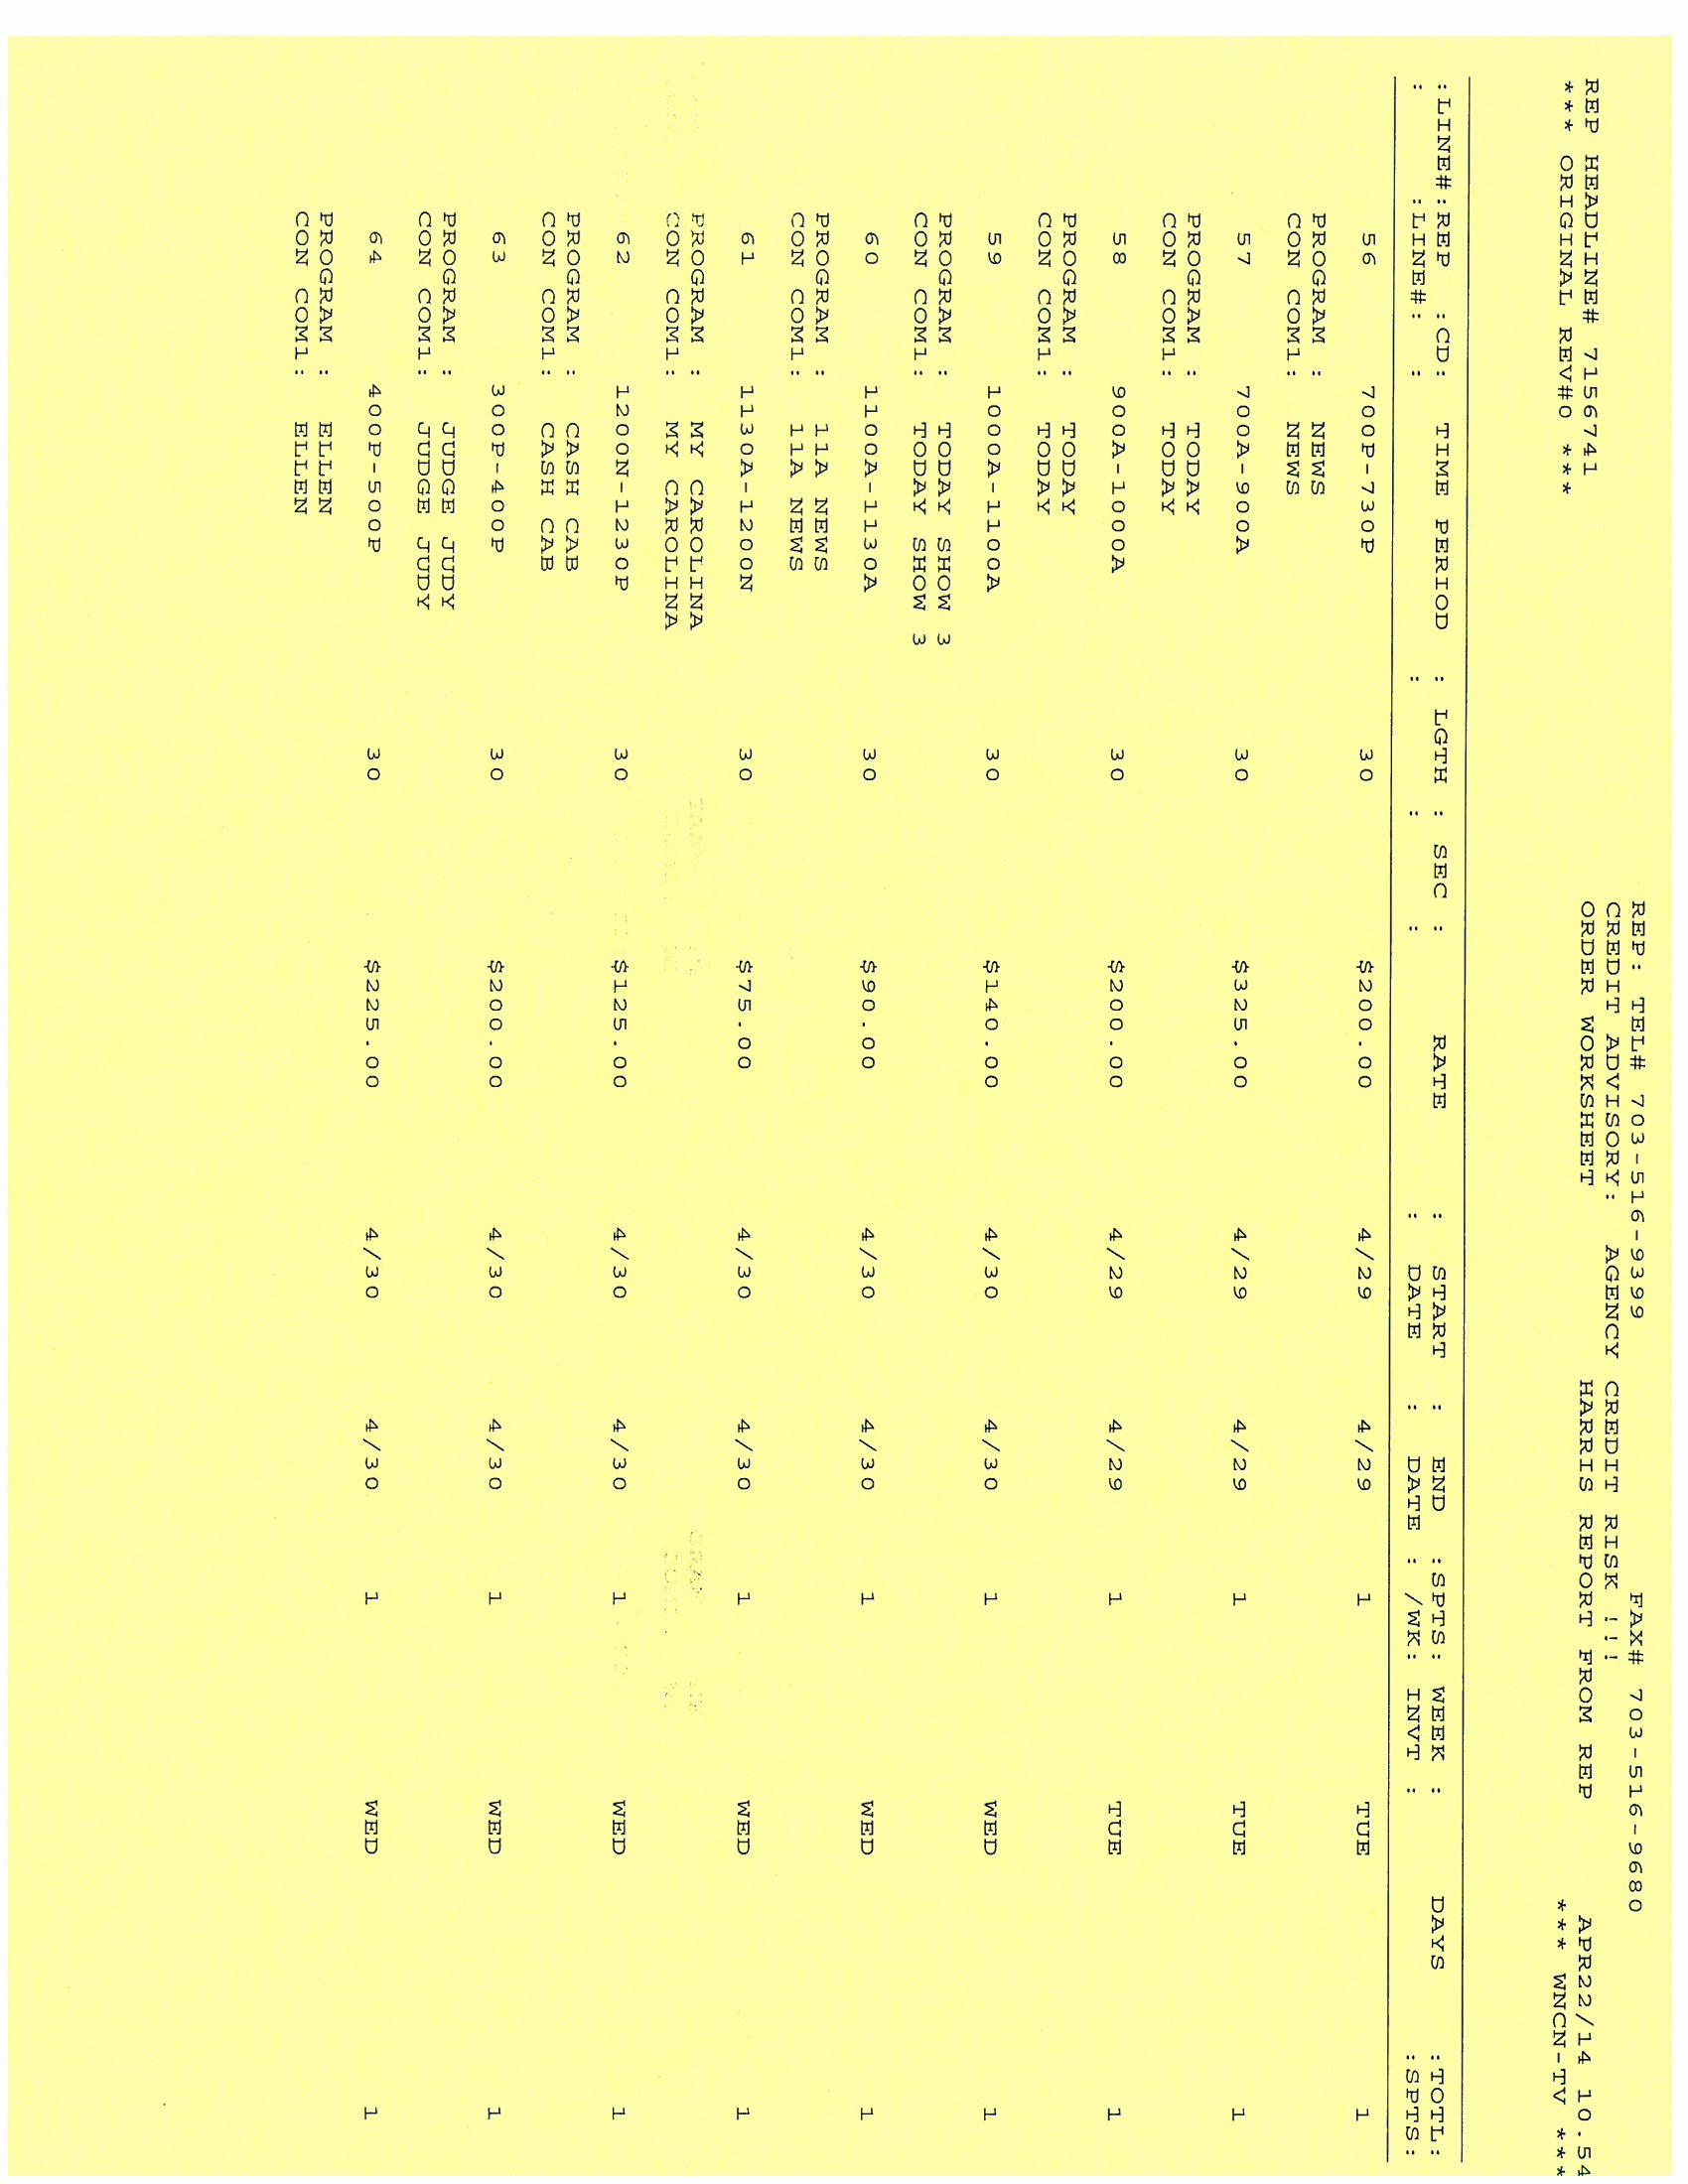 REP: TEL# 703-516-9399 FAX# 703-516-9680
CREDIT ADVISORY: AGENCY CREDIT RISK !!!
REP HEADLINE# 7156741 ORDER WORKSHEET HARRIS REPORT FROM REP APR22/14 10.54
*** ORIGINAL REV#0 *** *** WNCN-TV ***
:LINE#:REP :CD: TIME PERIOD : LGTH : SEC : RATE : START : END :SPTS: WEEK : DAYS :TOTL:
: :LINE#: : : : : DATE : DATE : /WK: INVT : :SPTS:
56 700P-730P 30 $200.00 4/29 4/29 1 TUE 1
PROGRAM : NEWS
CON COM1: NEWS
57 700A-900A 30 $325.00 4/29 4/29 1 TUE 1
PROGRAM : TODAY
CON COM1: TODAY
58 900A-1000A 30 $200.00 4/29 4/29 1 TUE 1
PROGRAM : TODAY
CON COM1: TODAY
59 1000A-1100A 30 $140.00 4/30 4/30 1 WED 1
PROGRAM : TODAY SHOW 3
CON COM1: TODAY SHOW 3
60 1100A-1130A 30 $90.00 4/30 4/30 1 WED 1
PROGRAM : 11A NEWS
CON COM1: 11A NEWS
61 1130A-1200N 30 $75.00 4/30 4/30 1 WED 1
PROGRAM : MY CAROLINA
CON COM1: MY CAROLINA
62 1200N-1230P 30 $125.00 4/30 4/30 1 WED 1
PROGRAM : CASH CAB
CON COM1: CASH CAB
63 300P-400P 30 $200.00 4/30 4/30 1 WED 1
PROGRAM : JUDGE JUDY
CON COM1: JUDGE JUDY
64 400P-500P 30 $225.00 4/30 4/30 1 WED 1
PROGRAM : ELLEN
CON COM1: ELLEN